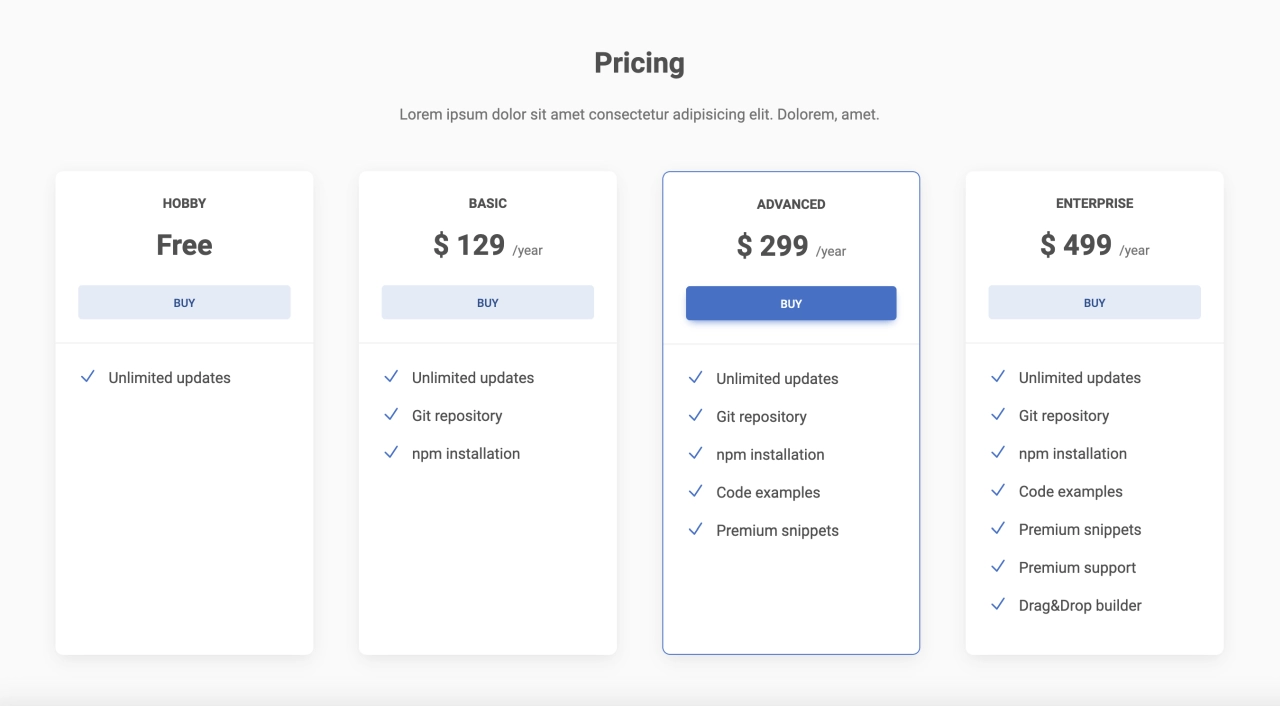 Pricing
Lorem ipsum dolor sit amet consectetur adipisicing elit. Dolorem, amet.
HOBBY
Free
BUY
Unlimited updates
BASIC
$ 129 /year
BUY
Unlimited updates
Git repository
npm installation
ADVANCED
$ 299 /year
BUY
Unlimited updates
Git repository
npm installation
Code examples
Premium snippets
ENTERPRISE
$ 499 /year
BUY
Unlimited updates
Git repository
npm installation
Code examples
Premium snippets
Premium support
Drag&Drop builder